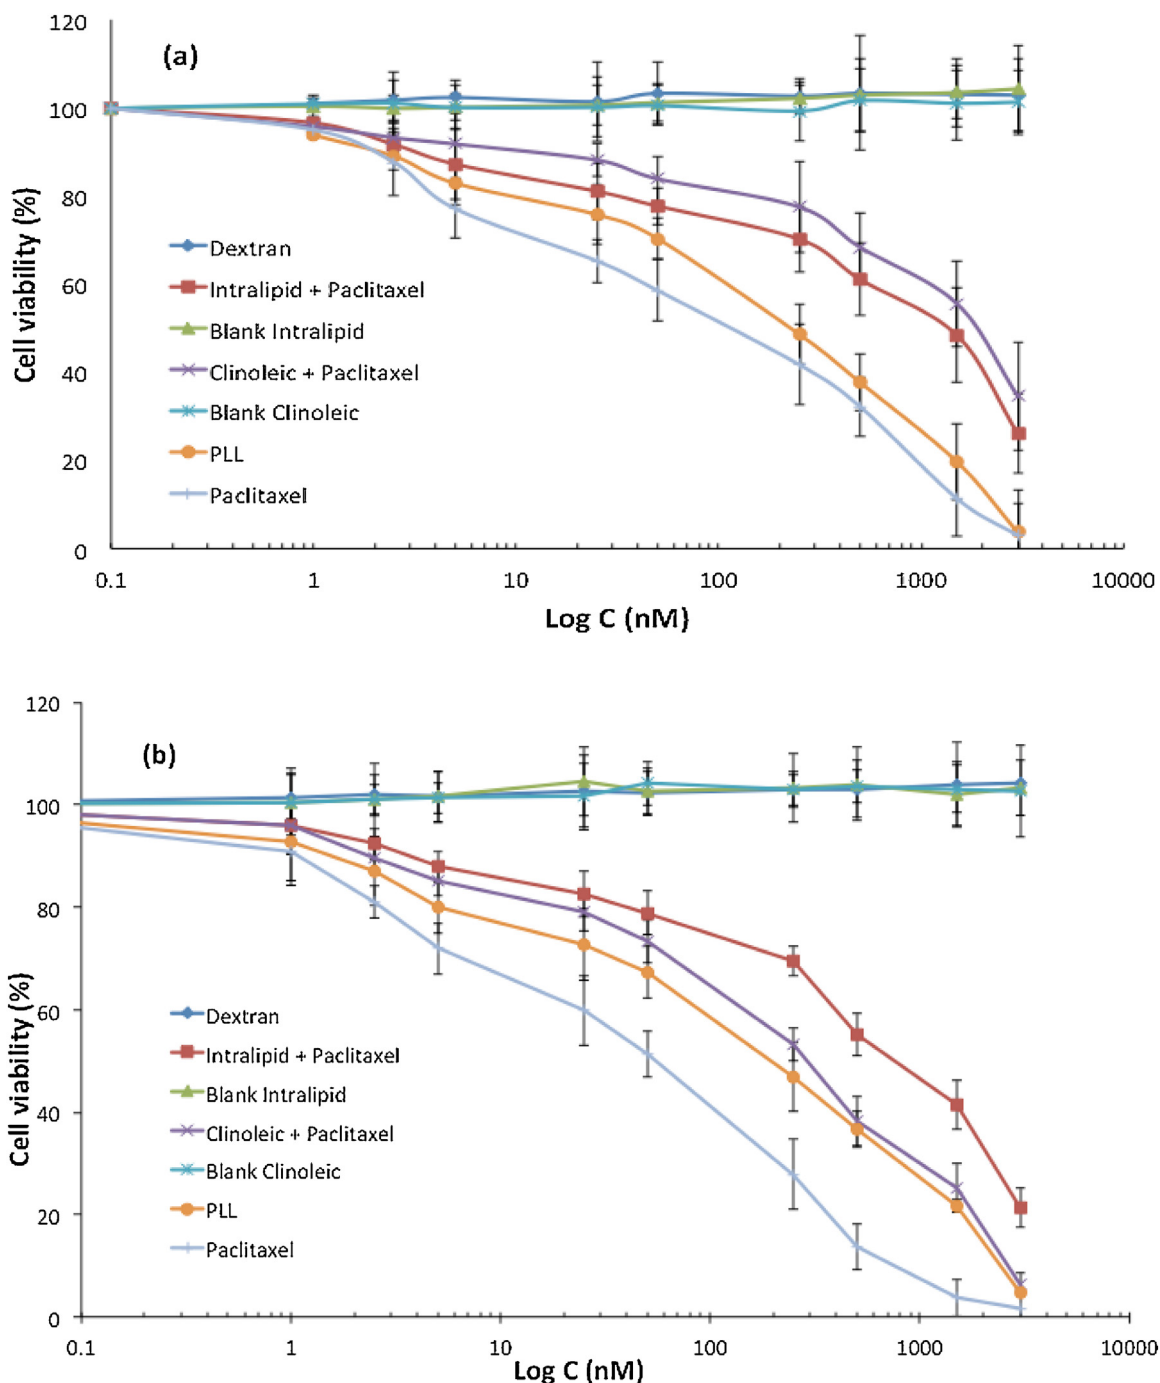 120
(a)
100
80
60
40
20
0
Cell viability (%)
Dextran
Intralipid + Paclitaxel
Blank Intralipid
Clinoleic + Paclitaxel
Blank Clinoleic
PLL
Paclitaxel
0.1 1 10 100 1000 10000
Log C (nM)
120
(b)
100
80
60
40
20
0
Cell viability (%)
Dextran
Intralipid + Paclitaxel
Blank Intralipid
Clinoleic + Paclitaxel
Blank Clinoleic
PLL
Paclitaxel
0.1 1 10 100 1000 10000
Log C (nM)